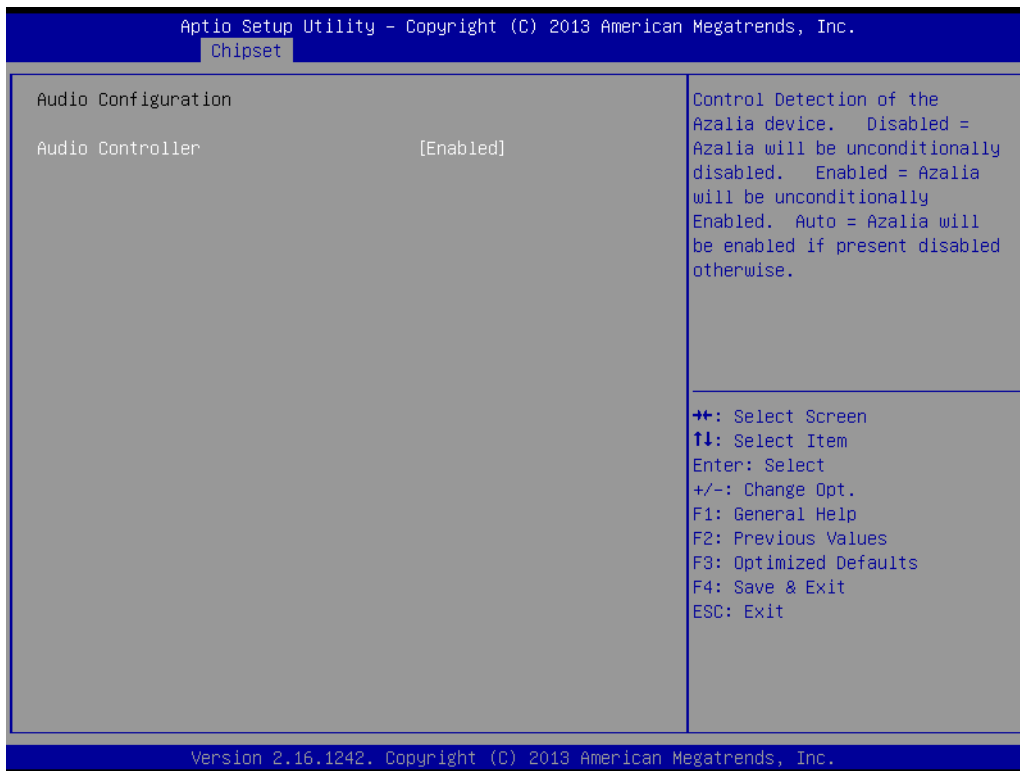 Aptio Setup Utility – Copyright (C) 2013 American Megatrends, Inc.
Chipset
Audio Configuration
Audio Controller [Enabled]
Control Detection of the
Azalia device. Disabled =
Azalia will be unconditionally
disabled. Enabled = Azalia
will be unconditionally
Enabled. Auto = Azalia will
be enabled if present disabled
otherwise.
→←: Select Screen
↑↓: Select Item
Enter: Select
+/-: Change Opt.
F1: General Help
F2: Previous Values
F3: Optimized Defaults
F4: Save & Exit
ESC: Exit
Version 2.16.1242. Copyright (C) 2013 American Megatrends, Inc.